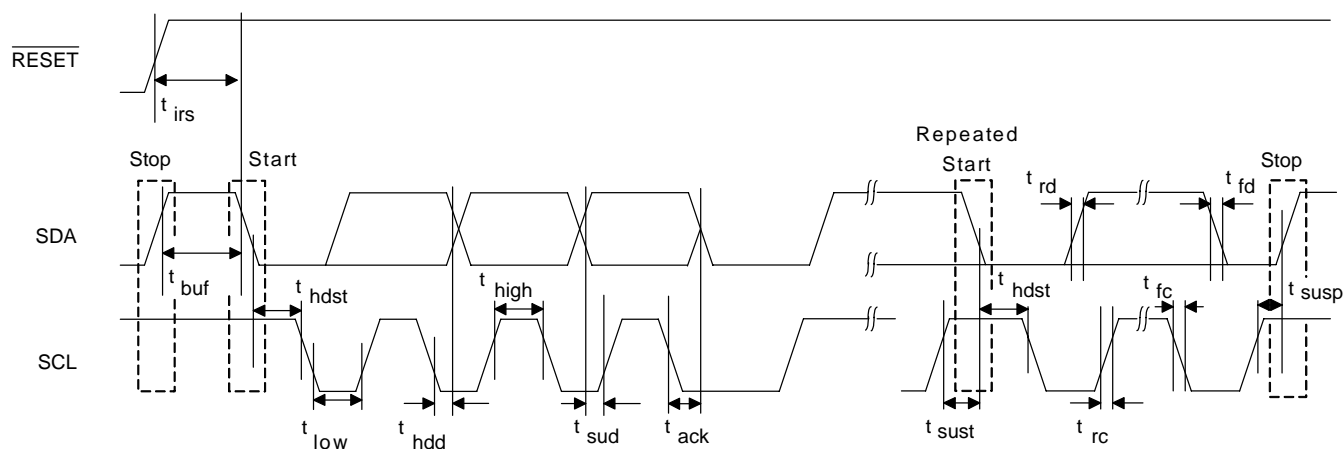 RESET
t irs
Repeated
Stop Start Start Stop
t rd t fd
SDA
t buf t hdst t high t hdst t fc t susp
SCL
t low t hdd t sud t ack t sust t rc